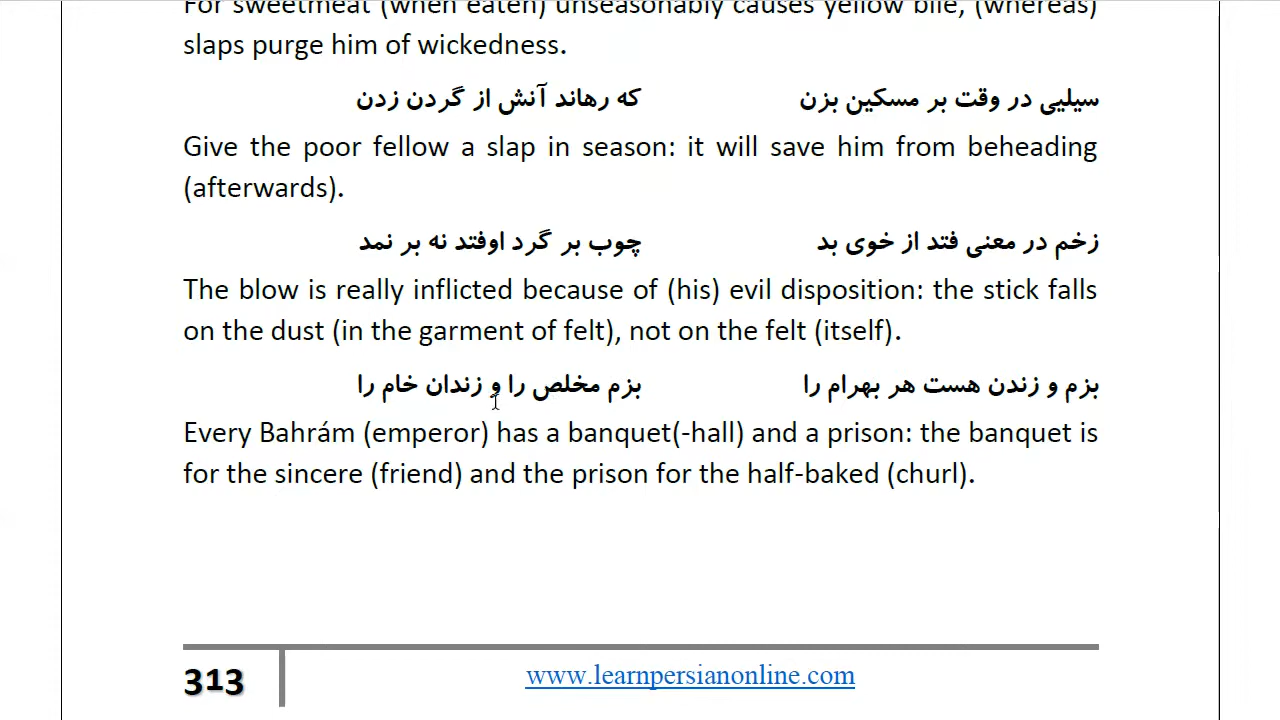 For sweetmeat (when eaten) unseasonably causes yellow bile, (whereas)
slaps purge him of wickedness.
سیلیی در وقت بر مسکین بزن که رهاند آنش از گردن زدن
Give the poor fellow a slap in season: it will save him from beheading
(afterwards).
زخم در معنی فتد از خوی بد چوب بر گرد اوفتد نه بر نمد
The blow is really inflicted because of (his) evil disposition: the stick falls
on the dust (in the garment of felt), not on the felt (itself).
بزم و زندن هست هر بهرام را بزم مخلص را و زندان خام را
Every Bahrám (emperor) has a banquet(-hall) and a prison: the banquet is
for the sincere (friend) and the prison for the half-baked (churl).
313
www.learnpersianonline.com